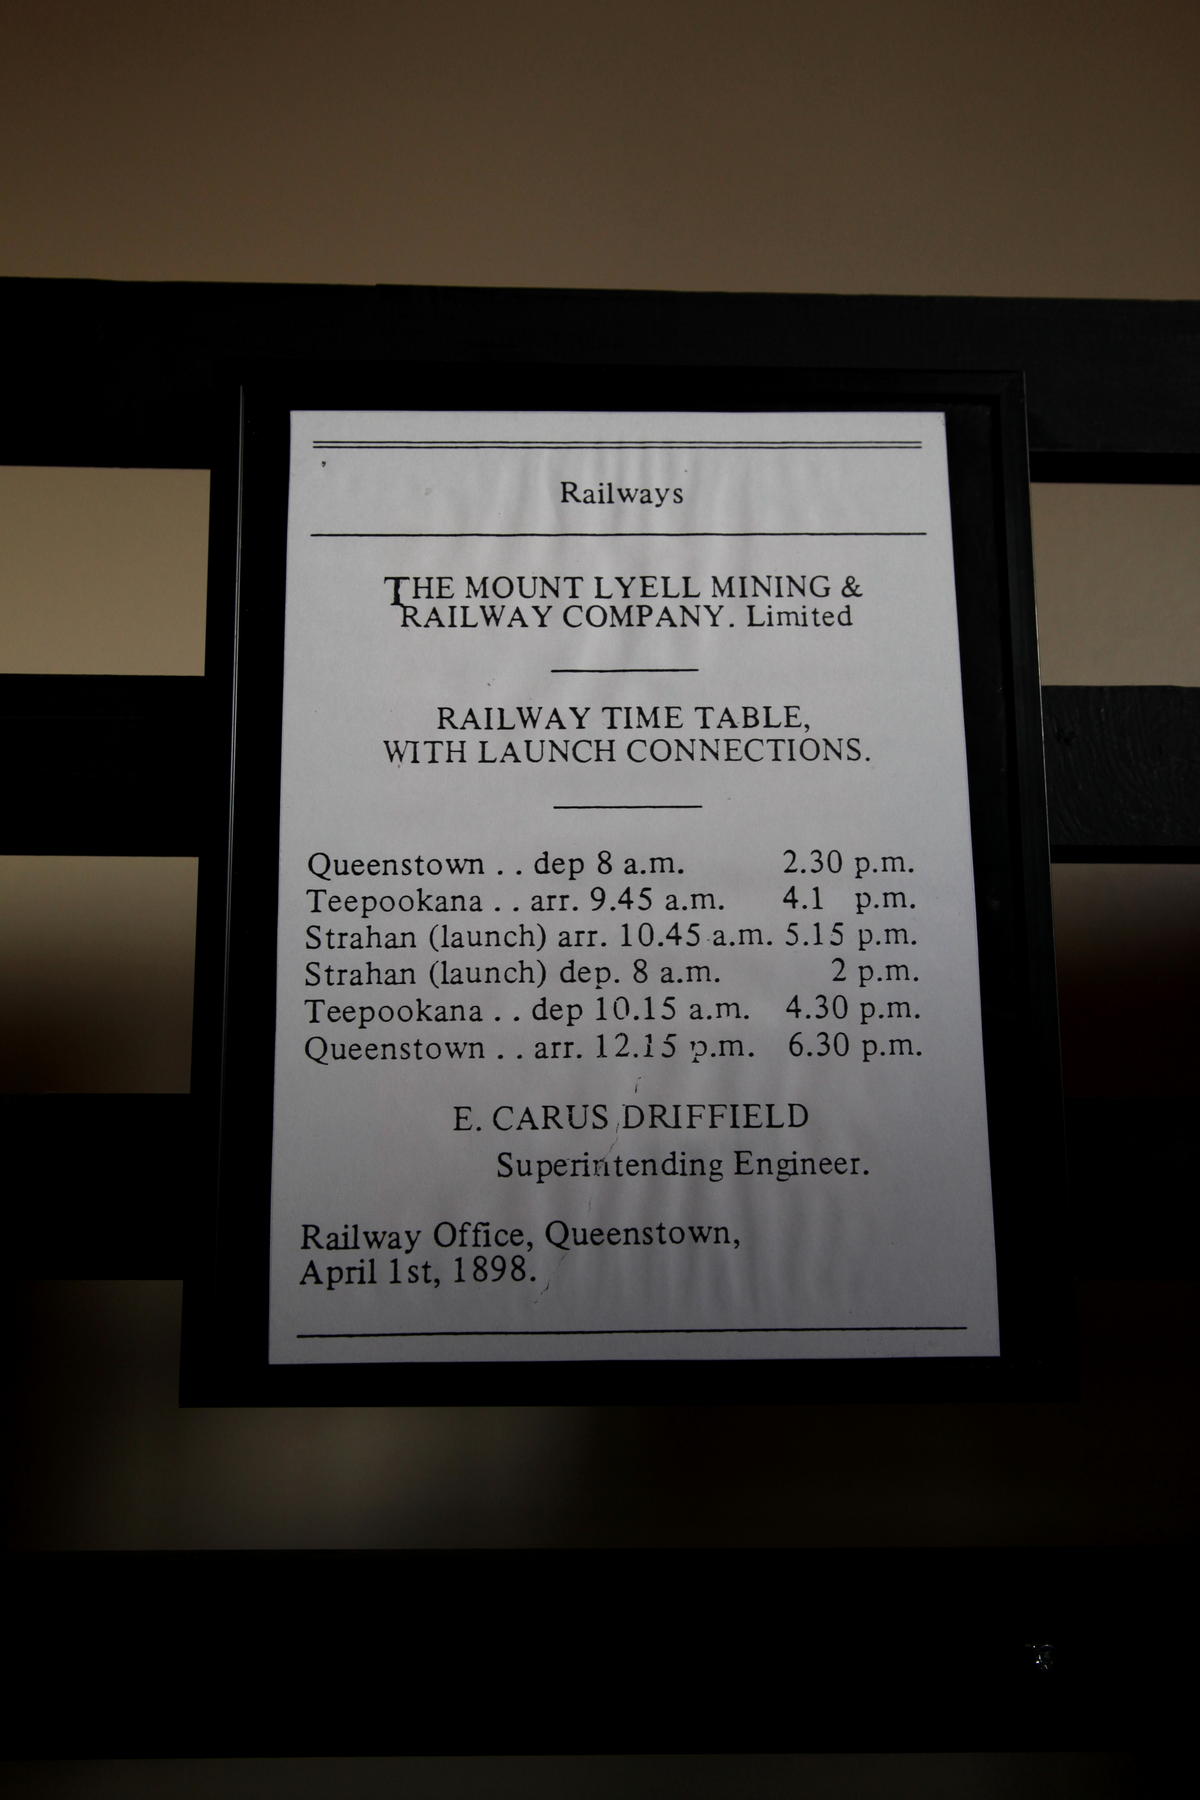 Railways
THE MOUNT LYELL MINING &
RAILWAY COMPANY. Limited
RAILWAY TIME TABLE,
WITH LAUNCH CONNECTIONS.
Queenstown . . dep 8 a.m. 2.30 p.m.
Teepookana . . arr. 9.45 a.m. 4.1 p.m.
Strahan (launch) arr. 10.45 a.m. 5.15 p.m.
Strahan (launch) dep. 8 a.m. 2 p.m.
Teepookana . . dep 10.15 a.m. 4.30 p.m.
Queenstown . . arr. 12.15 p.m. 6.30 p.m.
E. CARUS DRIFFIELD
Superintending Engineer.
Railway Office, Queenstown,
April 1st, 1898.